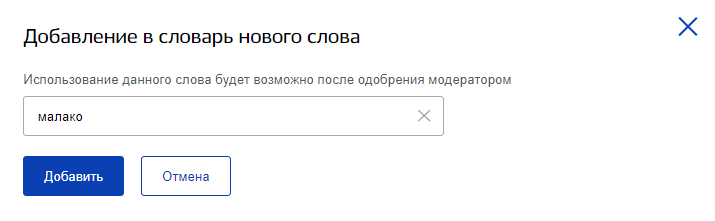 Добавление в словарь нового слова
Использование данного слова будет возможно после одобрения модератором
малако
Добавить
Отмена